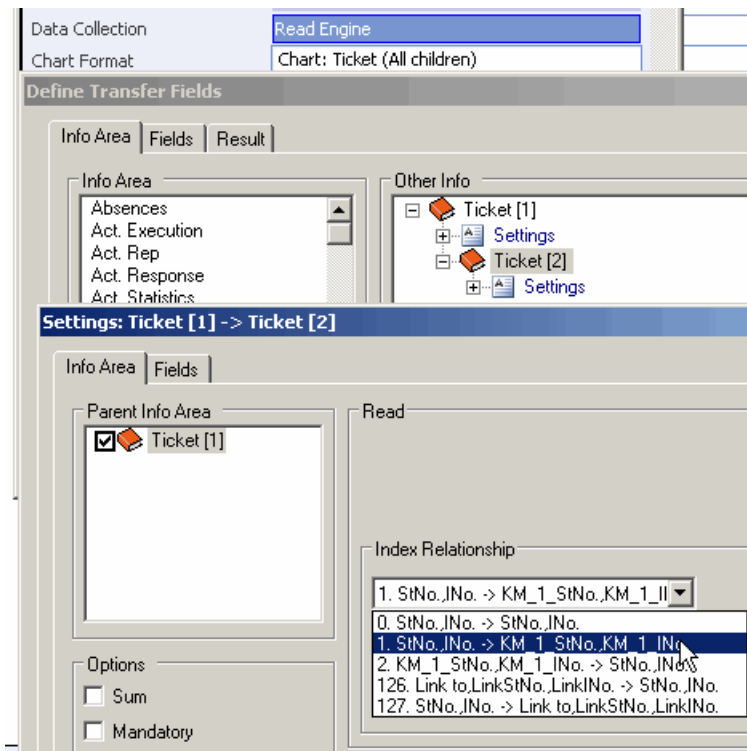 Data Collection Read Engine
Chart Format Chart: Ticket (All children)
Define Transfer Fields
Info Area Fields Result
Info Area
Absences
Act. Execution
Act. Rep
Act. Response
Act. Statistics
Other Info
Ticket [1]
Settings
Ticket [2]
Settings
Settings: Ticket [1] -> Ticket [2]
Info Area Fields
Parent Info Area
Ticket [1]
Read
Index Relationship
1. StNo.,INo. -> KM_1_StNo.,KM_1_II
0. StNo.,INo. -> StNo.,INo.
1. StNo.,INo. -> KM_1_StNo.,KM_1_INo.
2. KM_1_StNo.,KM_1_INo. -> StNo.,INo.
126. Link to,LinkStNo.,LinkINo. -> StNo.,INo.
127. StNo.,INo. -> Link to,LinkStNo.,LinkINo.
Options
Sum
Mandatory